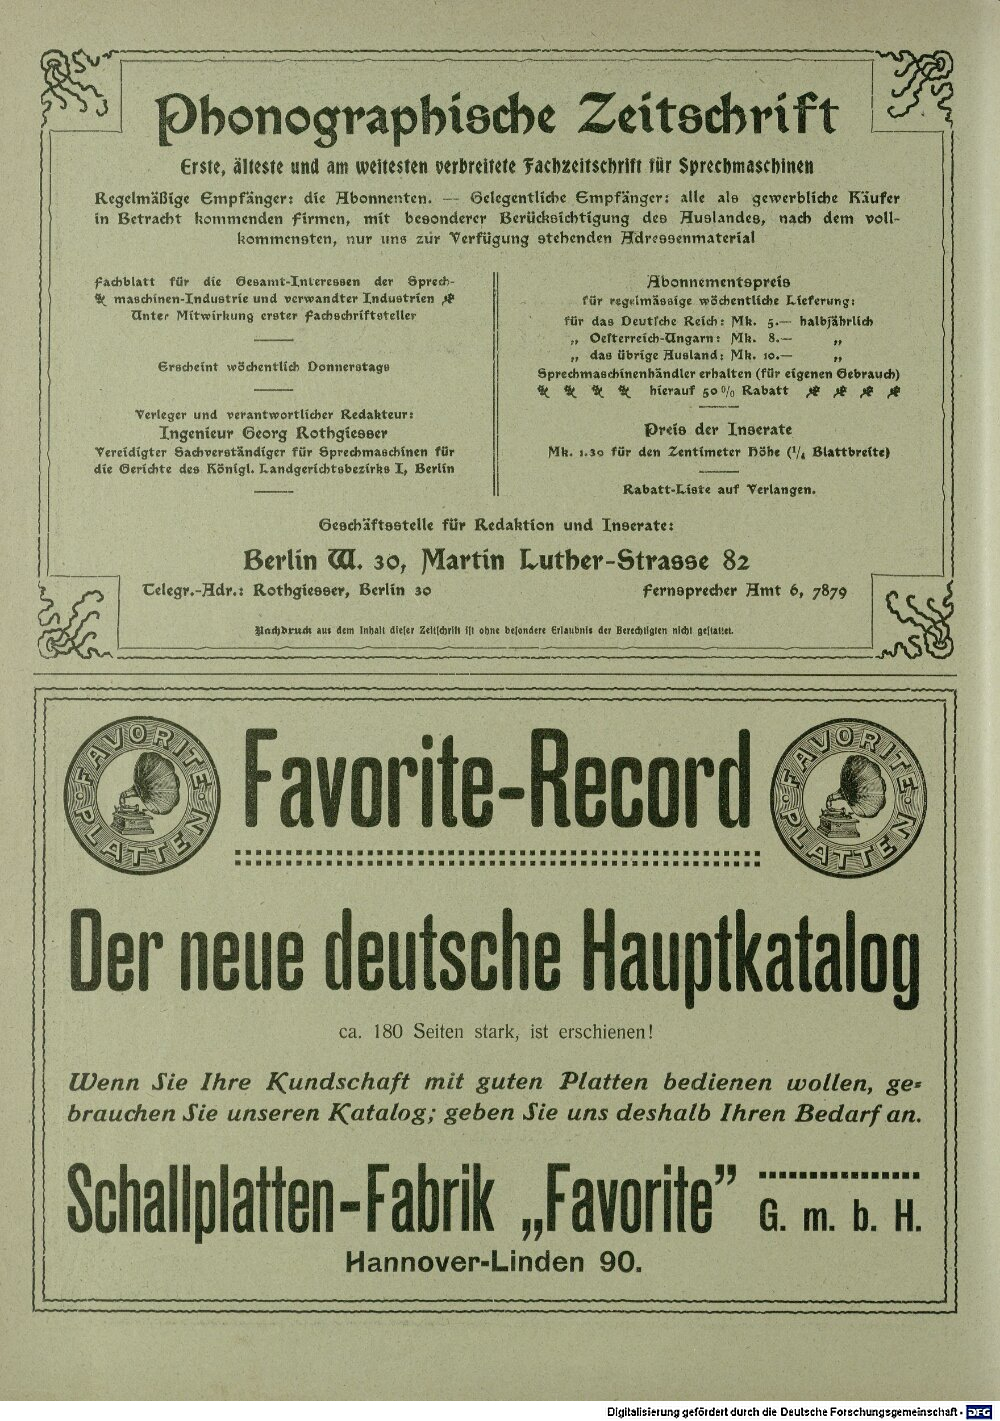 Phonographische Zeitschrift
Erste, älteste und am weitesten verbreitete Fachzeitschrift für Sprechmaschinen
Regelmäßige Empfänger: die Abonnenten. — Gelegentliche Empfänger: alle als gewerbliche Käufer
in Betracht kommenden Firmen, mit besonderer Berücksichtigung des Auslandes, nach dem voll-
kommensten, nur uns zur Verfügung stehenden Adressenmaterial
Fachblatt für die Gesamt-Interessen der Sprech-
maschinen-Industrie und verwandter Industrien
Unter Mitwirkung erster Fachschriftsteller
Erscheint wöchentlich Donnerstags
Verleger und verantwortlicher Redakteur:
Ingenieur Georg Rothgiesser
Vereidigter Sachverständiger für Sprechmaschinen für
die Gerichte des Königl. Landgerichtsbezirks I, Berlin
Abonnementspreis
für regelmässige wöchentliche Lieferung:
für das Deutsche Reich: Mk. 5.— halbjährlich
„ Oesterreich-Ungarn: Mk. 8.— „
„ das übrige Ausland: Mk. 10.— „
Sprechmaschinenhändler erhalten (für eigenen Gebrauch)
hierauf 50% Rabatt
Preis der Inserate
Mk. 1.30 für den Zentimeter Höhe (1/4 Blattbreite)
Rabatt-Liste auf Verlangen.
Geschäftsstelle für Redaktion und Inserate:
Berlin W. 30, Martin Luther-Strasse 82
Telegr.-Adr.: Rothgiesser, Berlin 30
Fernsprecher Amt 6, 7879
Nachdruck aus dem Inhalt dieser Zeitschrift ist ohne besondere Erlaubnis der Berechtigten nicht gestattet.
FAVORITE PLATTEN
Favorite-Record
FAVORITE PLATTEN
Der neue deutsche Hauptkatalog
ca. 180 Seiten stark, ist erschienen!
Wenn Sie Ihre Kundschaft mit guten Platten bedienen wollen, ge-
brauchen Sie unseren Katalog; geben Sie uns deshalb Ihren Bedarf an.
Schallplatten-Fabrik „Favorite” G. m. b. H.
Hannover-Linden 90.
Digitalisierung gefördert durch die Deutsche Forschungsgemeinschaft - DFG